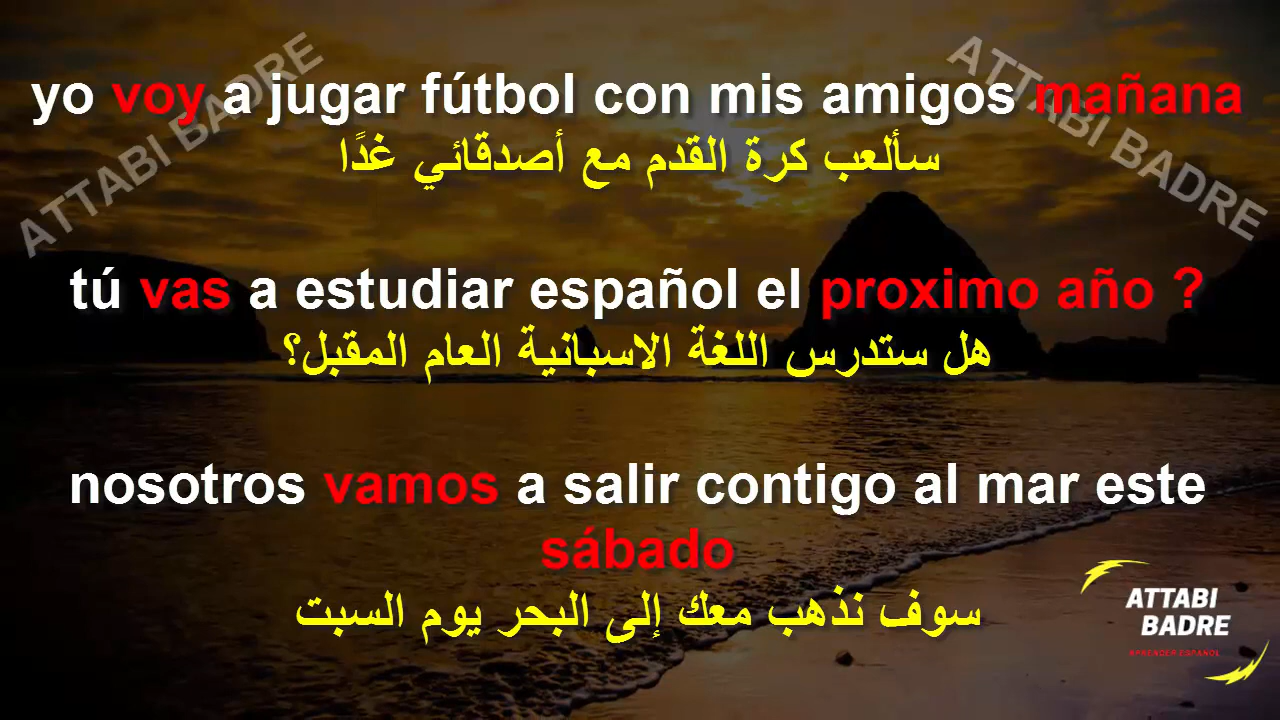 yo voy a jugar fútbol con mis amigos mañana
سألعب كرة القدم مع أصدقائي غدًا
tú vas a estudiar español el proximo año ?
هل ستدرس اللغة الاسبانية العام المقبل؟
nosotros vamos a salir contigo al mar este
sábado
سوف نذهب معك إلى البحر يوم السبت
ATTABI BADRE
ATTABI BADRE
ATTABI
BADRE
APRENDER ESPAÑOL